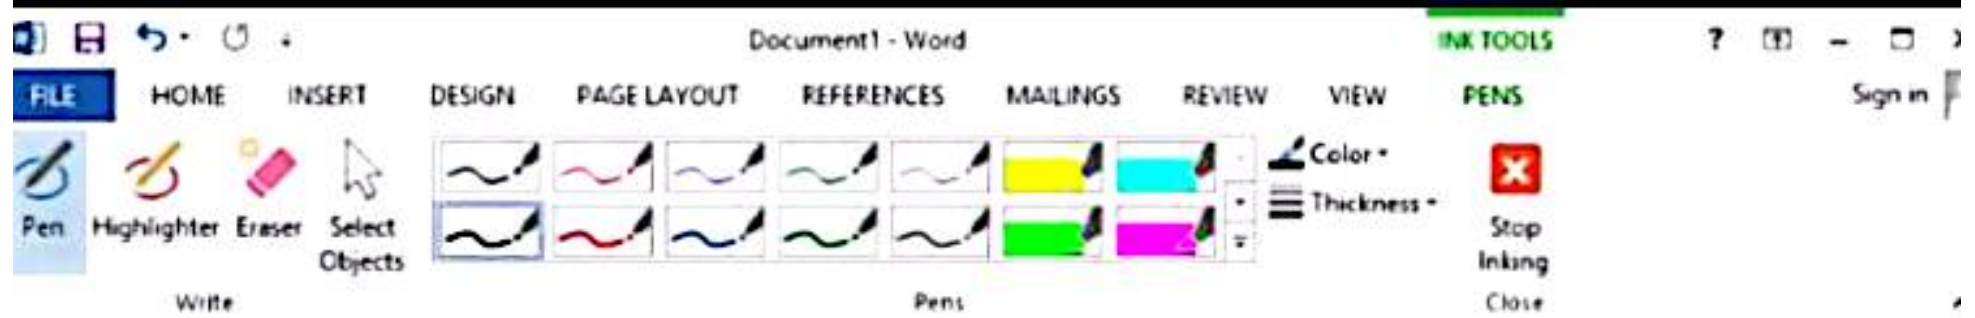 Document1 - Word
INK TOOLS
?
FILE HOME INSERT DESIGN PAGE LAYOUT REFERENCES MAILINGS REVIEW VIEW PENS Sign in
Color
Thickness
Pen Highlighter Eraser Select Objects
Stop Inking
Write Pens Close